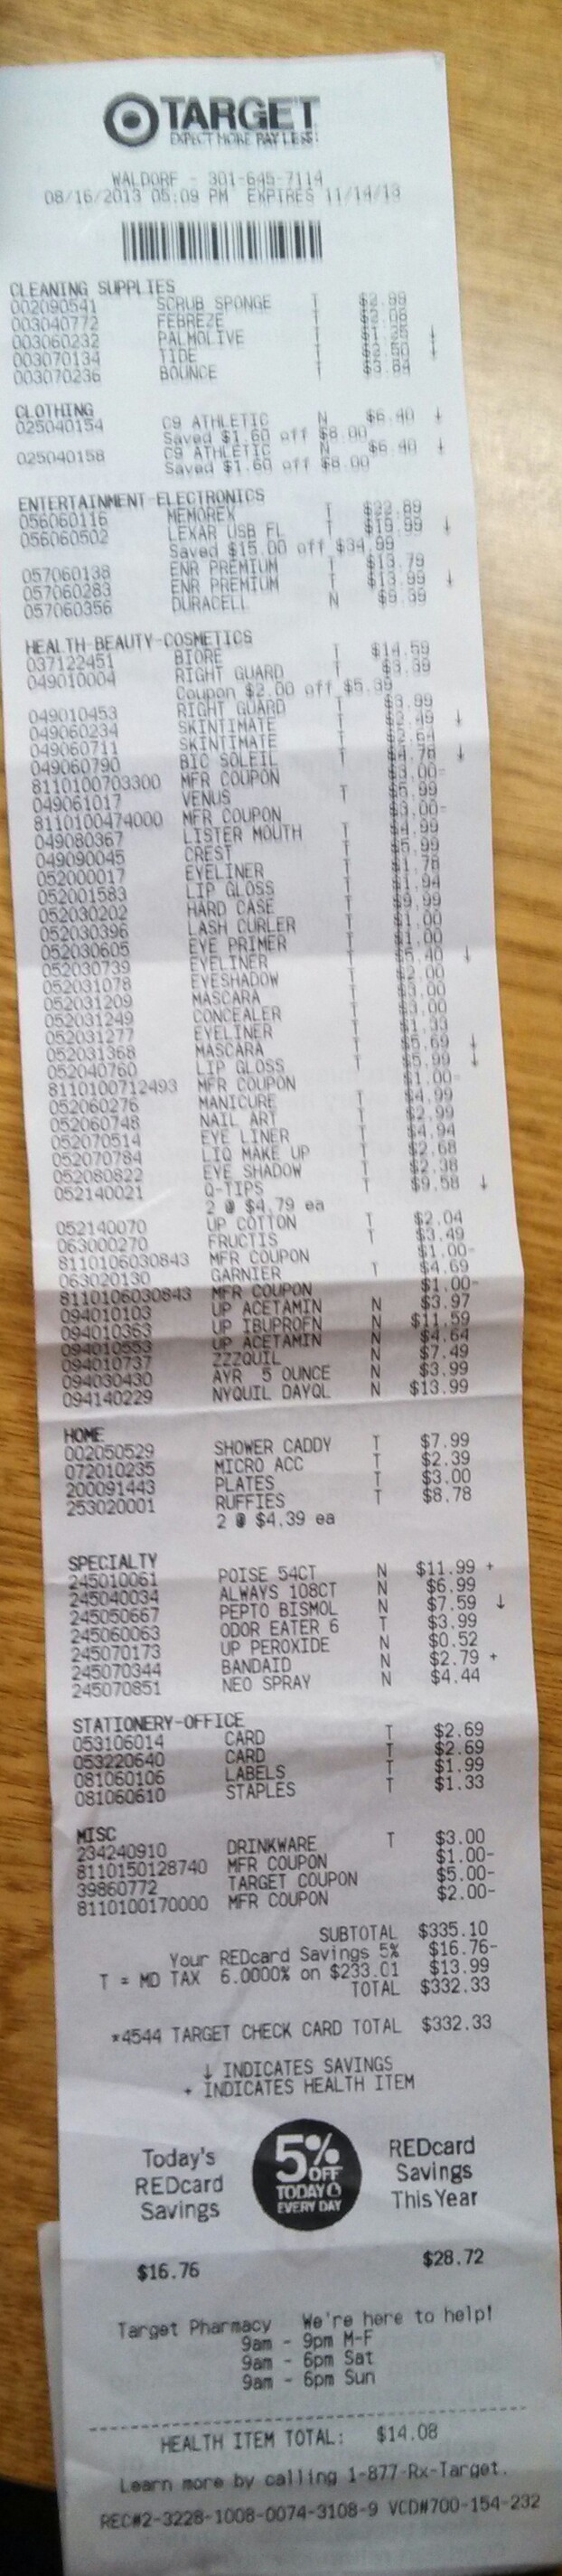 TARGET
EXPECT MORE PAY LESS
WALDORF - 301-645-7114
08/16/2013 05:09 PM EXPIRES 11/14/13
CLEANING SUPPLIES
002090541 SCRUB SPONGE T $2.99
003040772 FEBREZE T
003060232 PALMOLIVE T ↓
003070134 TIDE T ↓
003070236 BOUNCE T $3.84
CLOTHING
025040154 C9 ATHLETIC N $6.40 ↓
Saved $1.60 off $8.00
025040158 C9 ATHLETIC N $6.40 ↓
Saved $1.60 off $8.00
ENTERTAINMENT-ELECTRONICS
056060116 MEMOREX T
056060502 LEXAR USB FL T $19.99 ↓
Saved $15.00 off $34.99
057060138 ENR PREMIUM T $13.79
057060283 ENR PREMIUM T $13.99 ↓
057060356 DURACELL N $9.39
HEALTH-BEAUTY-COSMETICS
037122451 BIORE T $14.59
049010004 RIGHT GUARD T $3.39
Coupon $2.00 off $5.39
049010453 RIGHT GUARD T $3.99
049060234 SKINTIMATE T $2.49 ↓
049060711 SKINTIMATE T
049060790 BIC SOLEIL T $4.76 ↓
8110100703300 MFR COUPON $3.00-
049061017 VENUS T $5.99
8110100474000 MFR COUPON $3.00-
049080367 LISTER MOUTH T $4.99
049090045 CREST T $5.99
052000017 EYELINER T $1.76
052001583 LIP GLOSS T $1.94
052030202 HARD CASE T $9.99
052030396 LASH CURLER T $1.00
052030605 EYE PRIMER T $1.00
052030739 EYELINER T $5.40 ↓
052031078 EYESHADOW T $2.00
052031209 MASCARA T $3.00
052031249 CONCEALER T $3.00
052031277 EYELINER T $1.33
052031368 MASCARA T $5.69 ↓
052040760 LIP GLOSS T $5.99 ↓
8110100712493 MFR COUPON $1.00-
052060276 MANICURE T $4.99
052060748 NAIL ART T $2.99
052070514 EYE LINER T $4.94
052070784 LIQ MAKE UP T $2.68
052080822 EYE SHADOW T $2.38
052140021 Q-TIPS T $9.58 ↓
2 @ $4.79 ea
052140070 UP COTTON T $2.04
063000270 FRUCTIS T $3.49
8110106030843 MFR COUPON $1.00-
063020130 GARNIER T $4.69
8110106030843 MFR COUPON $1.00-
094010103 UP ACETAMIN N $3.97
094010363 UP IBUPROFN N $11.59
094010553 UP ACETAMIN N $4.64
094010737 ZZZQUIL N $7.49
094030430 AYR 5 OUNCE N $3.99
094140229 NYQUIL DAYQL N $13.99
HOME
002050529 SHOWER CADDY T $7.99
072010235 MICRO ACC T $2.39
200091443 PLATES T $3.00
253020001 RUFFIES T $8.78
2 @ $4.39 ea
SPECIALTY
245010061 POISE 54CT N $11.99 +
245040034 ALWAYS 108CT N $6.99
245050667 PEPTO BISMOL N $7.59 ↓
245060063 ODOR EATER 6 T $3.99
245070173 UP PEROXIDE N $0.52
245070344 BANDAID N $2.79 +
245070851 NEO SPRAY N $4.44
STATIONERY-OFFICE
053106014 CARD T $2.69
053220640 CARD T $2.69
081060106 LABELS T $1.99
081060610 STAPLES T $1.33
MISC
234240910 DRINKWARE T $3.00
8110150128740 MFR COUPON $1.00-
39860772 TARGET COUPON $5.00-
8110100170000 MFR COUPON $2.00-
SUBTOTAL $335.10
Your REDcard Savings 5% $16.76-
T = MD TAX 6.0000% on $233.01 $13.99
TOTAL $332.33
*4544 TARGET CHECK CARD TOTAL $332.33
↓ INDICATES SAVINGS
+ INDICATES HEALTH ITEM
Today's REDcard Savings
5% OFF TODAY & EVERY DAY
REDcard Savings This Year
$16.76 $28.72
Target Pharmacy We're here to help!
9am - 9pm M-F
9am - 6pm Sat
9am - 6pm Sun
HEALTH ITEM TOTAL: $14.08
Learn more by calling 1-877-Rx-Target.
REC#2-3228-1008-0074-3108-9 VCD#700-154-232